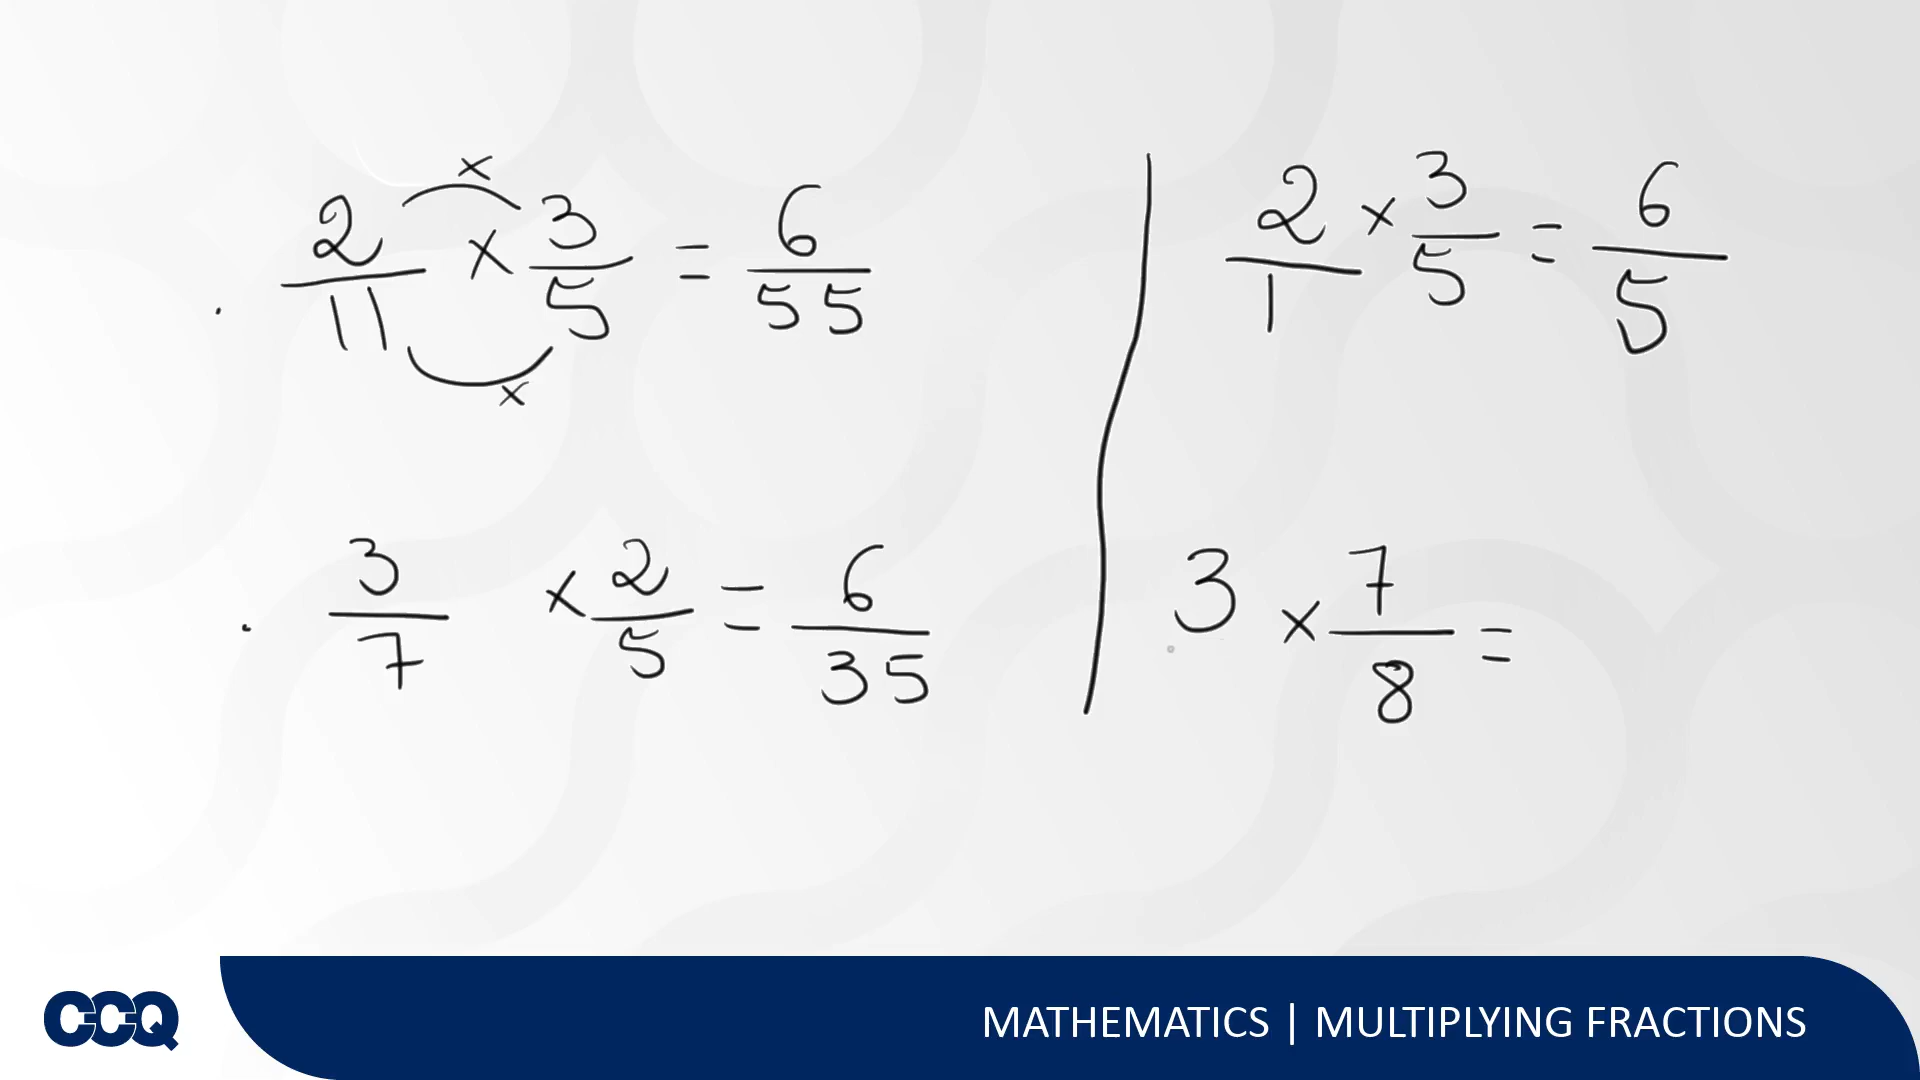 2/11 × 3/5 = 6/55
×
×
3/7 × 2/5 = 6/35
2/1 × 3/5 = 6/5
3 × 7/8 =
CCQ
MATHEMATICS | MULTIPLYING FRACTIONS